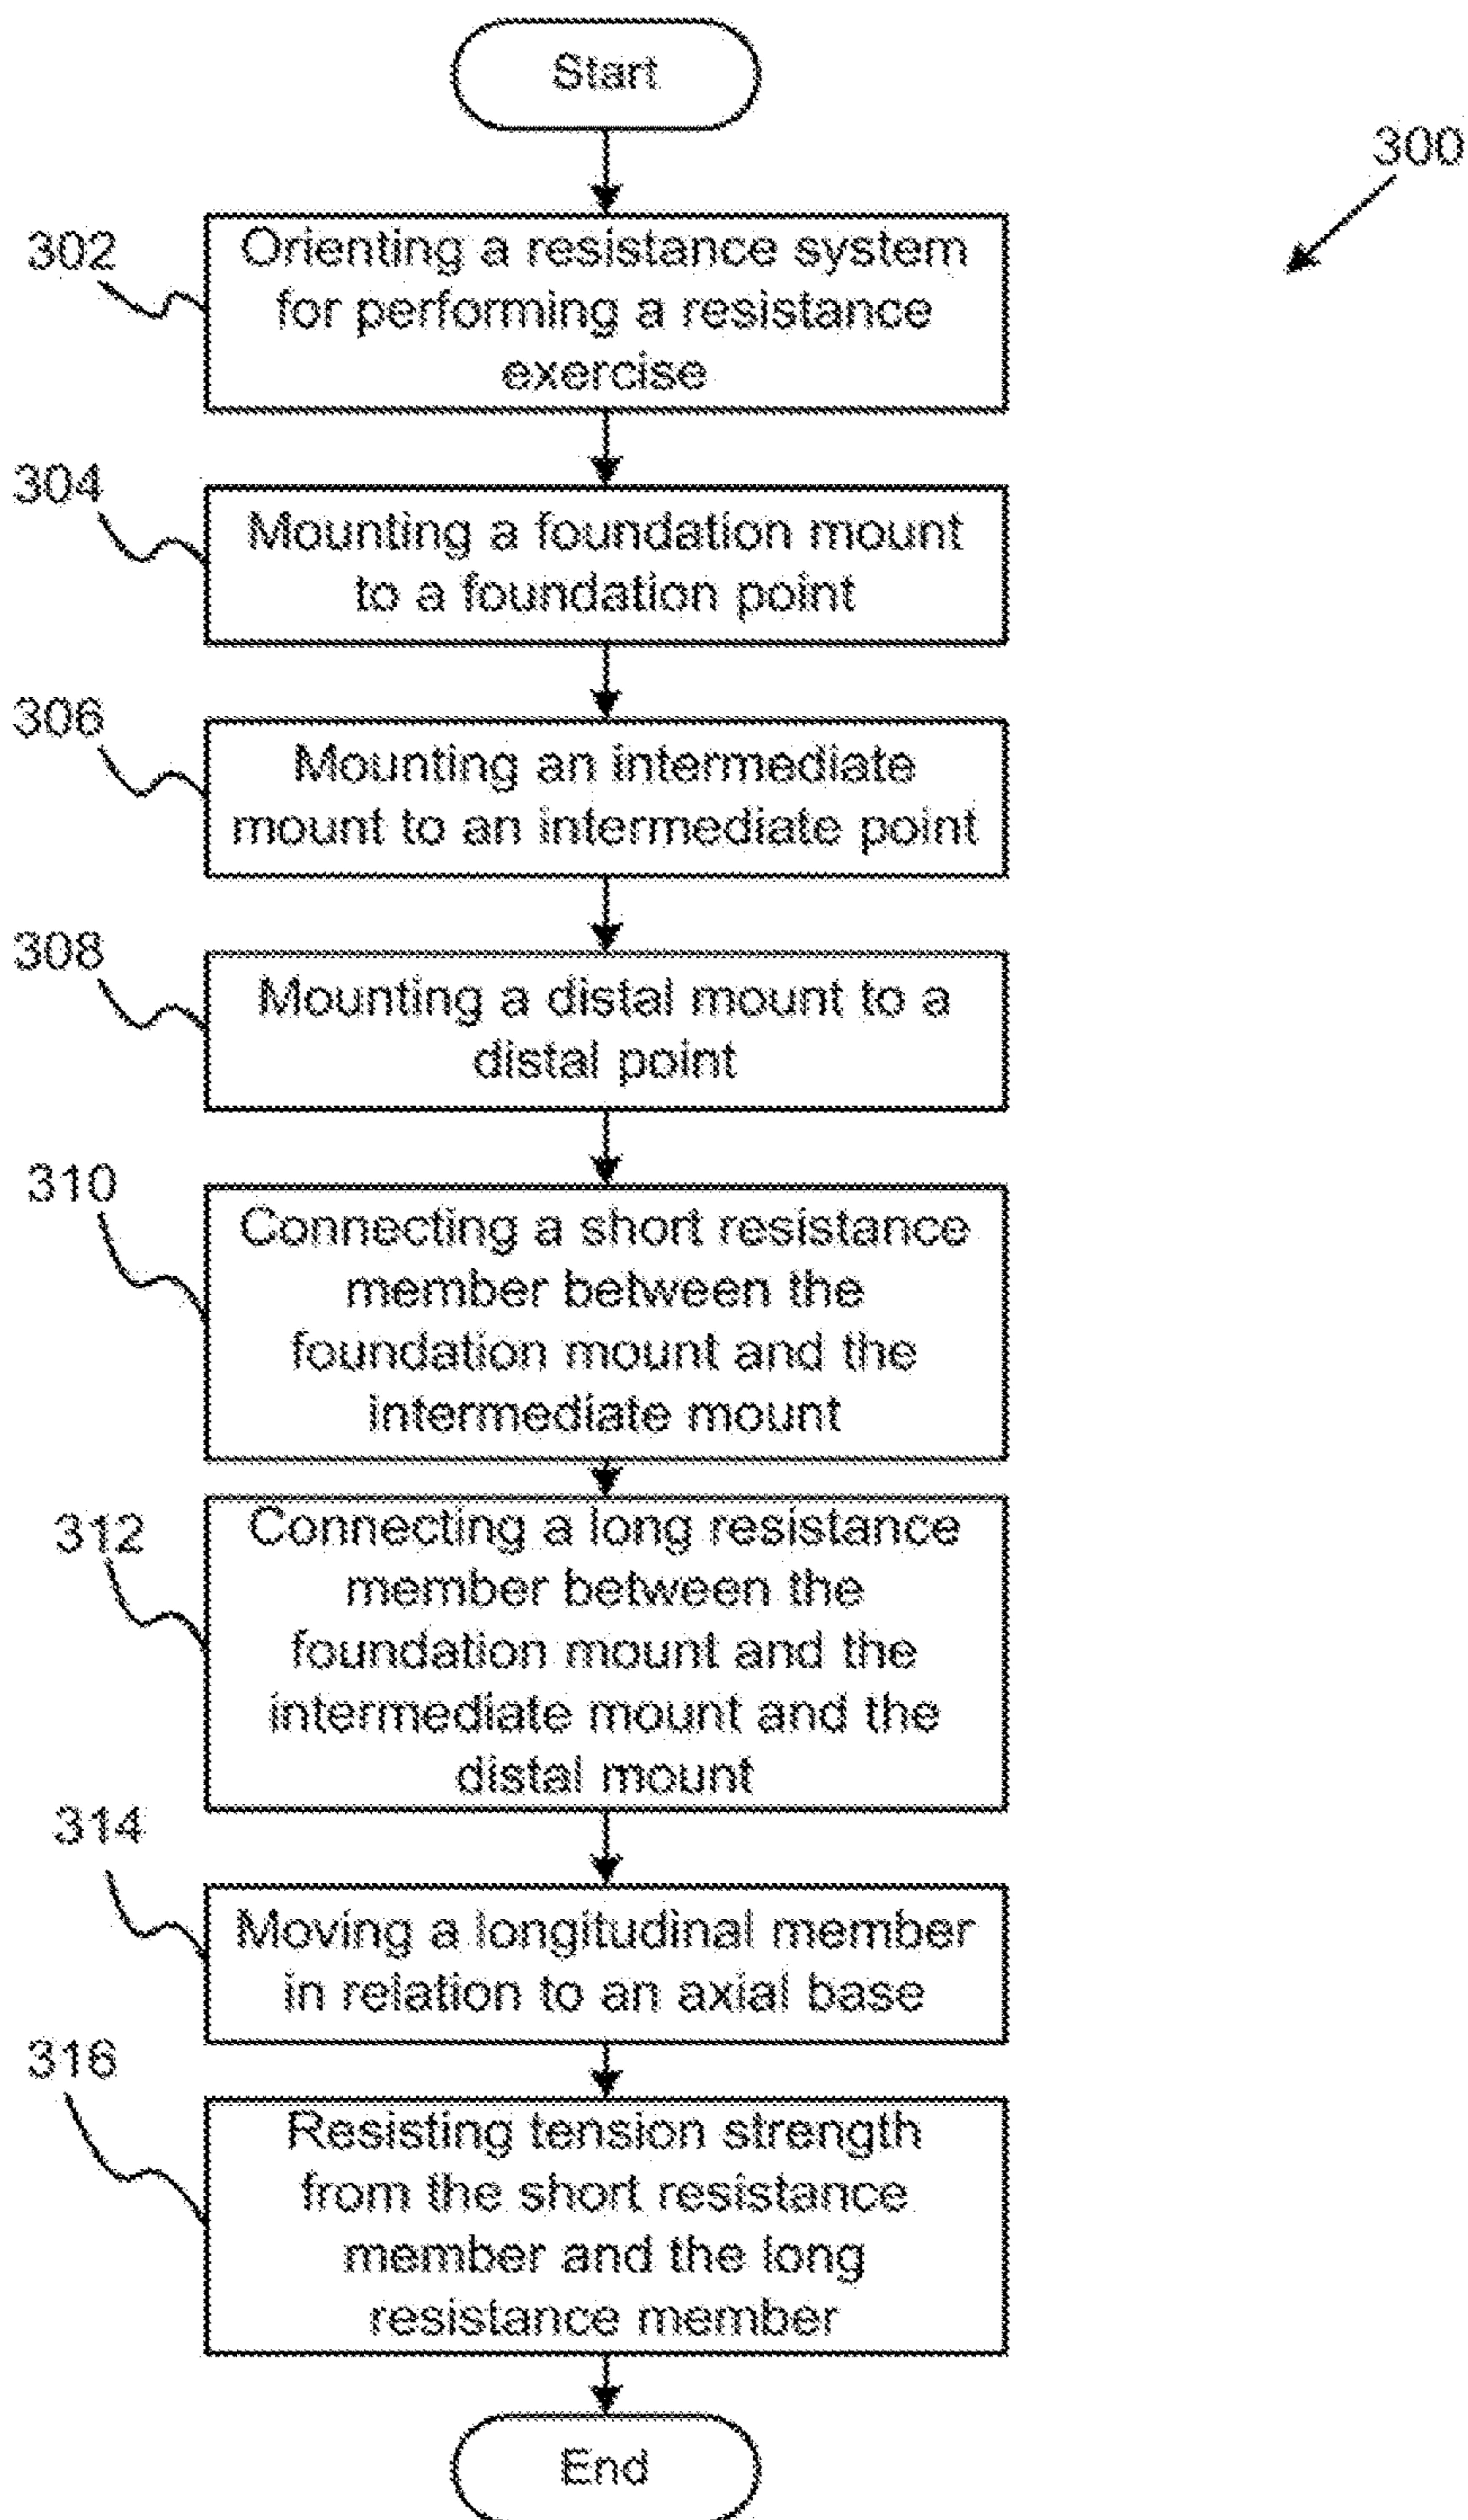 Start
300
302
Orienting a resistance system
for performing a resistance
exercise
304
Mounting a foundation mount
to a foundation point
306
Mounting an intermediate
mount to an intermediate point
308
Mounting a distal mount to a
distal point
310
Connecting a short resistance
member between the
foundation mount and the
intermediate mount
312
Connecting a long resistance
member between the
foundation mount and the
intermediate mount and the
distal mount
314
Moving a longitudinal member
in relation to an axial base
316
Resisting tension strength
from the short resistance
member and the long
resistance member
End